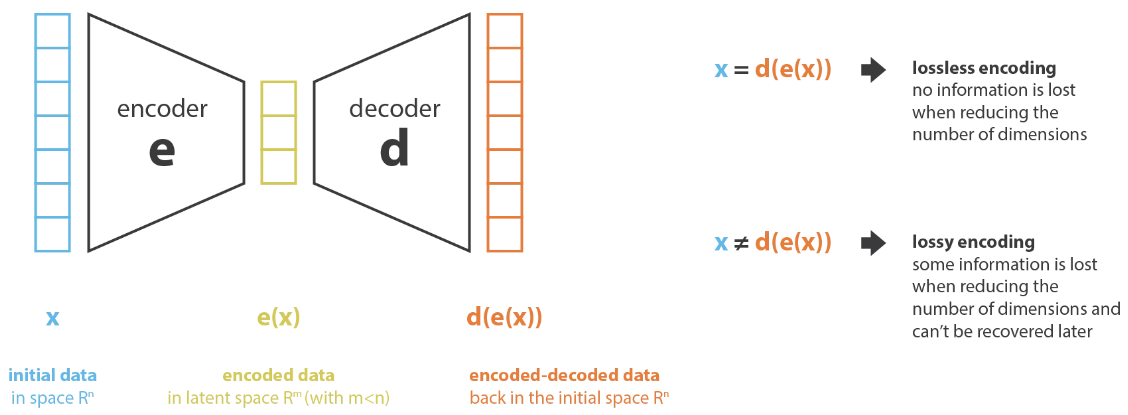 encoder
e
decoder
d
x = d(e(x))
lossless encoding
no information is lost
when reducing the
number of dimensions
x ≠ d(e(x))
lossy encoding
some information is lost
when reducing the
number of dimensions and
can't be recovered later
x
e(x)
d(e(x))
initial data
in space Rⁿ
encoded data
in latent space Rᵐ (with m<n)
encoded-decoded data
back in the initial space Rⁿ